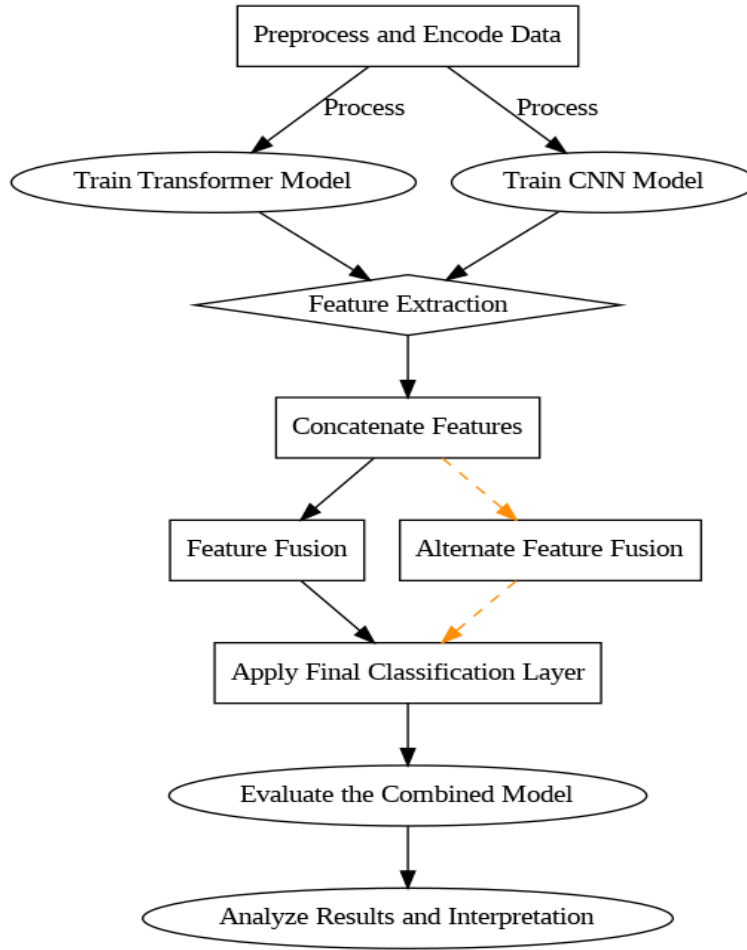 Preprocess and Encode Data
Process
Process
Train Transformer Model
Train CNN Model
Feature Extraction
Concatenate Features
Feature Fusion
Alternate Feature Fusion
Apply Final Classification Layer
Evaluate the Combined Model
Analyze Results and Interpretation